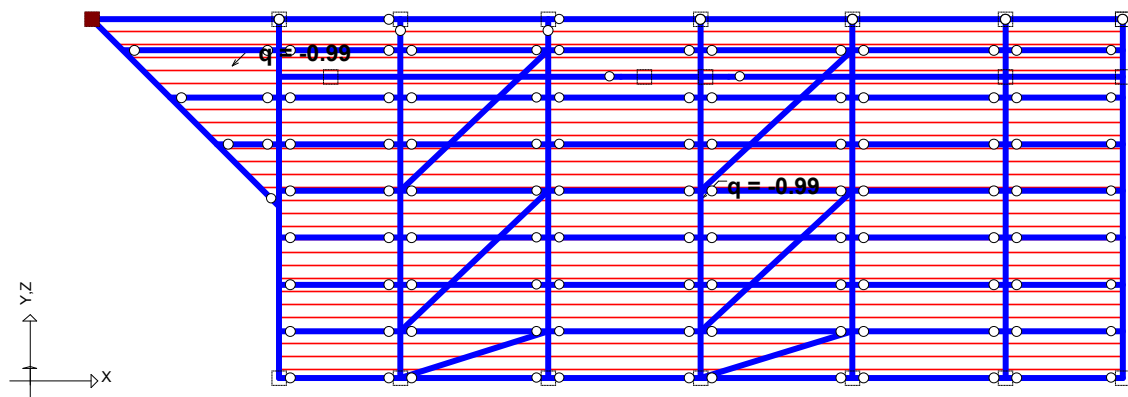 q = -0.99
q = -0.99
Y,Z
X